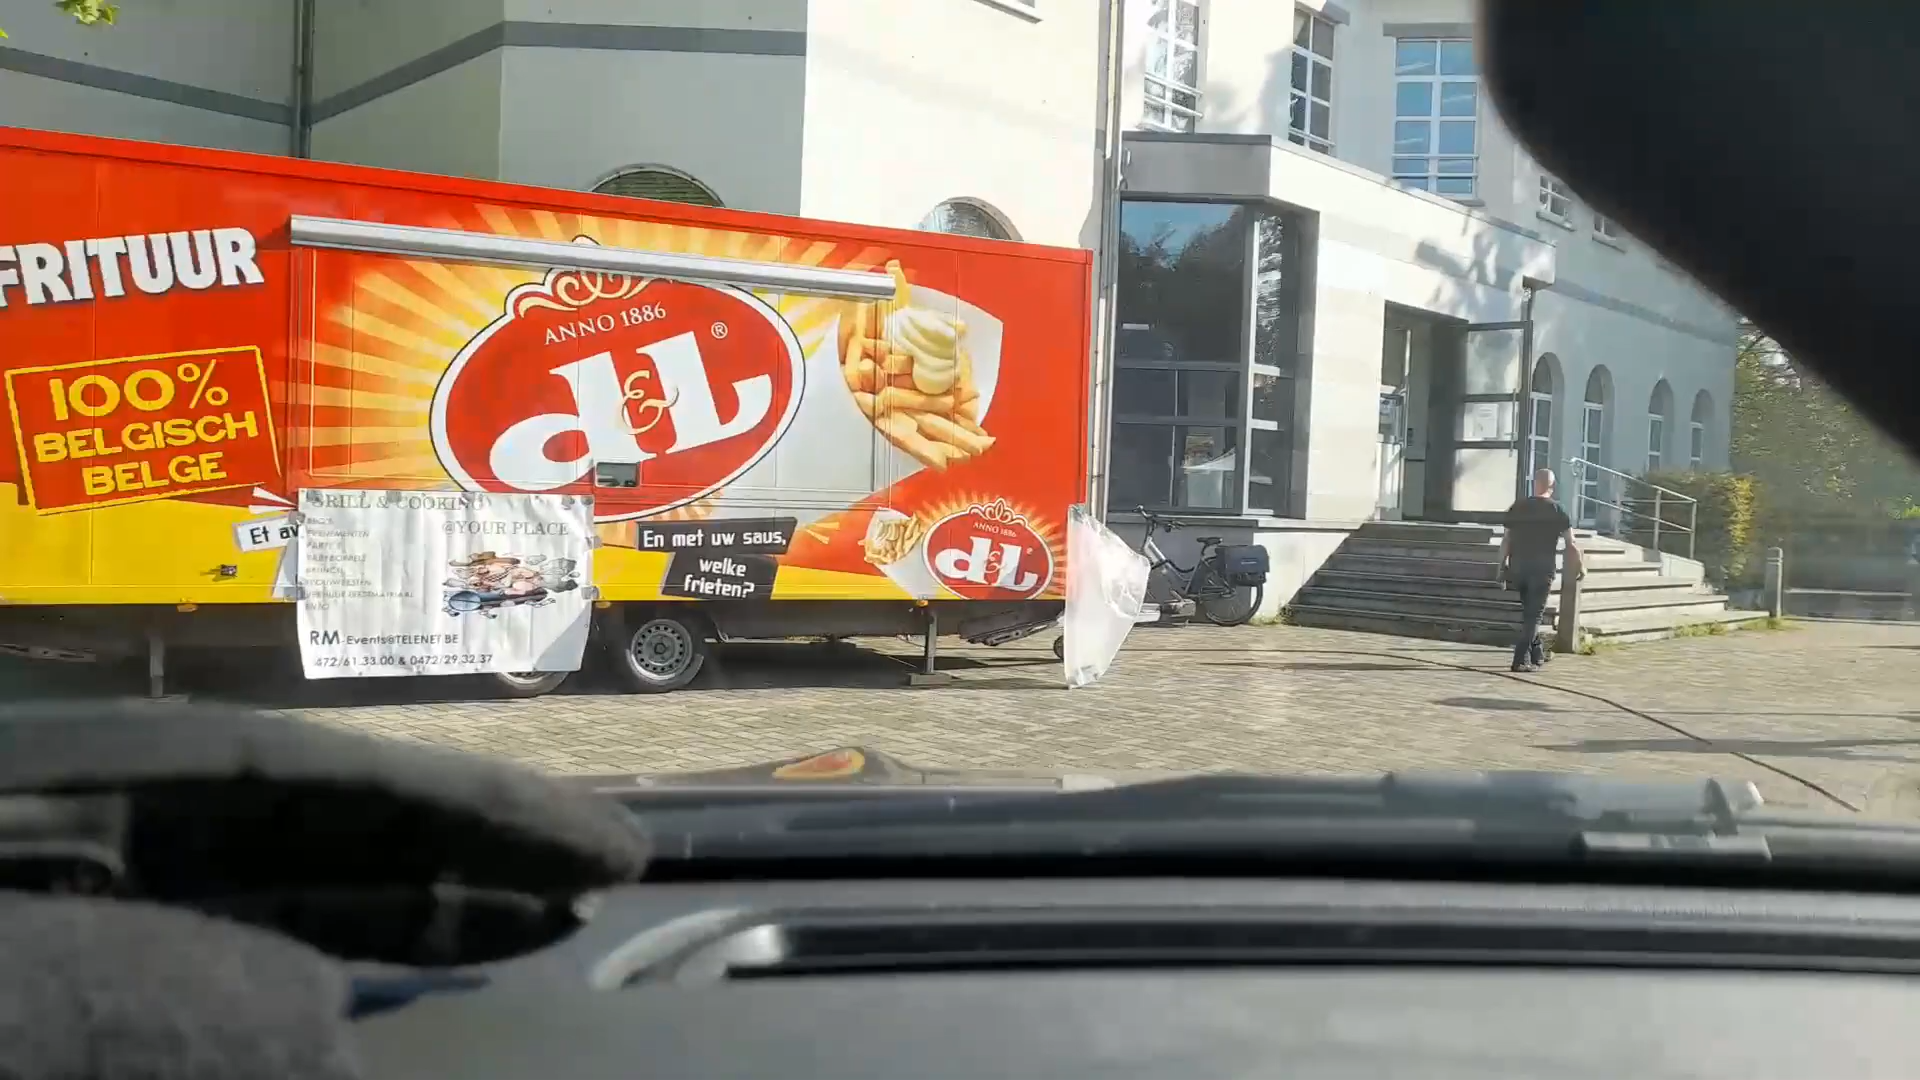 FRITUUR
100%
BELGISCH
BELGE
ANNO 1886
d&L
®
Et av
GRILL & COOKING
@YOUR PLACE
RM-Events@TELENET.BE
472/61.33.00 & 0472/29.32.37
En met uw saus,
welke
frieten?
ANNO 1886
d&L